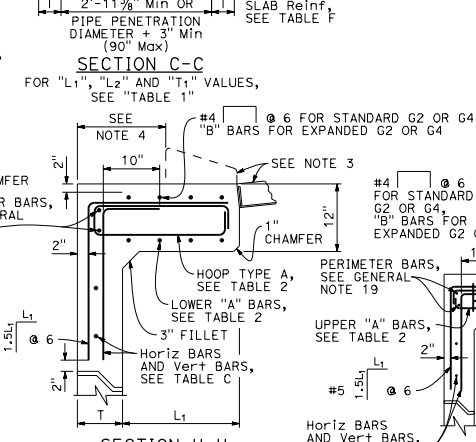 2'-11⅜" Min OR
PIPE PENETRATION
DIAMETER + 3" Min
(90" Max)
SLAB Reinf,
SEE TABLE F
SECTION C-C
FOR "L₁", "L₂" AND "T₁" VALUES,
SEE "TABLE 1"
SEE
NOTE 4
#4 @ 6 FOR STANDARD G2 OR G4
"B" BARS FOR EXPANDED G2 OR G4
2"
10"
SEE NOTE 3
#4 @ 6
FOR STANDARD
G2 OR G4,
"B" BARS FOR
EXPANDED G2
12"
BARS,
2"
1"
CHAMFER
HOOP TYPE A,
SEE TABLE 2
PERIMETER BARS,
SEE GENERAL
NOTE 19
LOWER "A" BARS,
SEE TABLE 2
UPPER "A" BARS,
SEE TABLE 2
L₁
1.5L₁
@ 6
3" FILLET
Horiz BARS
AND Vert BARS,
SEE TABLE C
2"
2"
#5
L₁
1.5L₁
@ 6
T
L₁
Horiz BARS
AND Vert BARS,